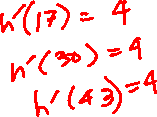 h'(17) = 4
h'(30) = 4
h'(43) = 4